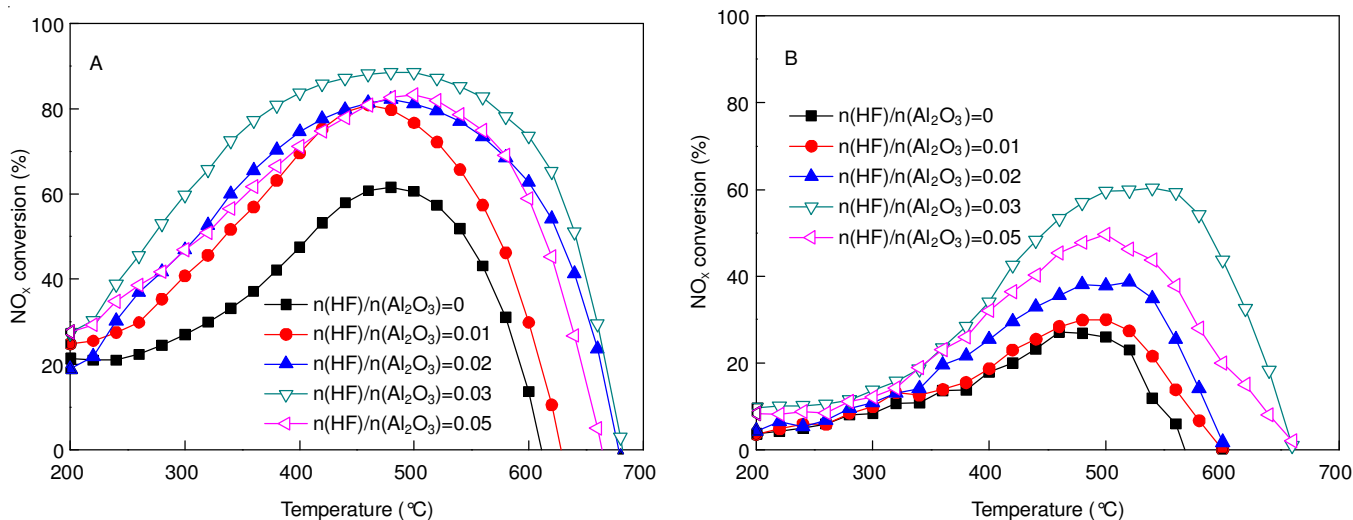 A
NOx conversion (%)
100
80
60
40
20
0
n(HF)/n(Al2O3)=0
n(HF)/n(Al2O3)=0.01
n(HF)/n(Al2O3)=0.02
n(HF)/n(Al2O3)=0.03
n(HF)/n(Al2O3)=0.05
200 300 400 500 600 700
Temperature (°C)
B
NOx conversion (%)
100
80
60
40
20
0
n(HF)/n(Al2O3)=0
n(HF)/n(Al2O3)=0.01
n(HF)/n(Al2O3)=0.02
n(HF)/n(Al2O3)=0.03
n(HF)/n(Al2O3)=0.05
200 300 400 500 600 700
Temperature (°C)